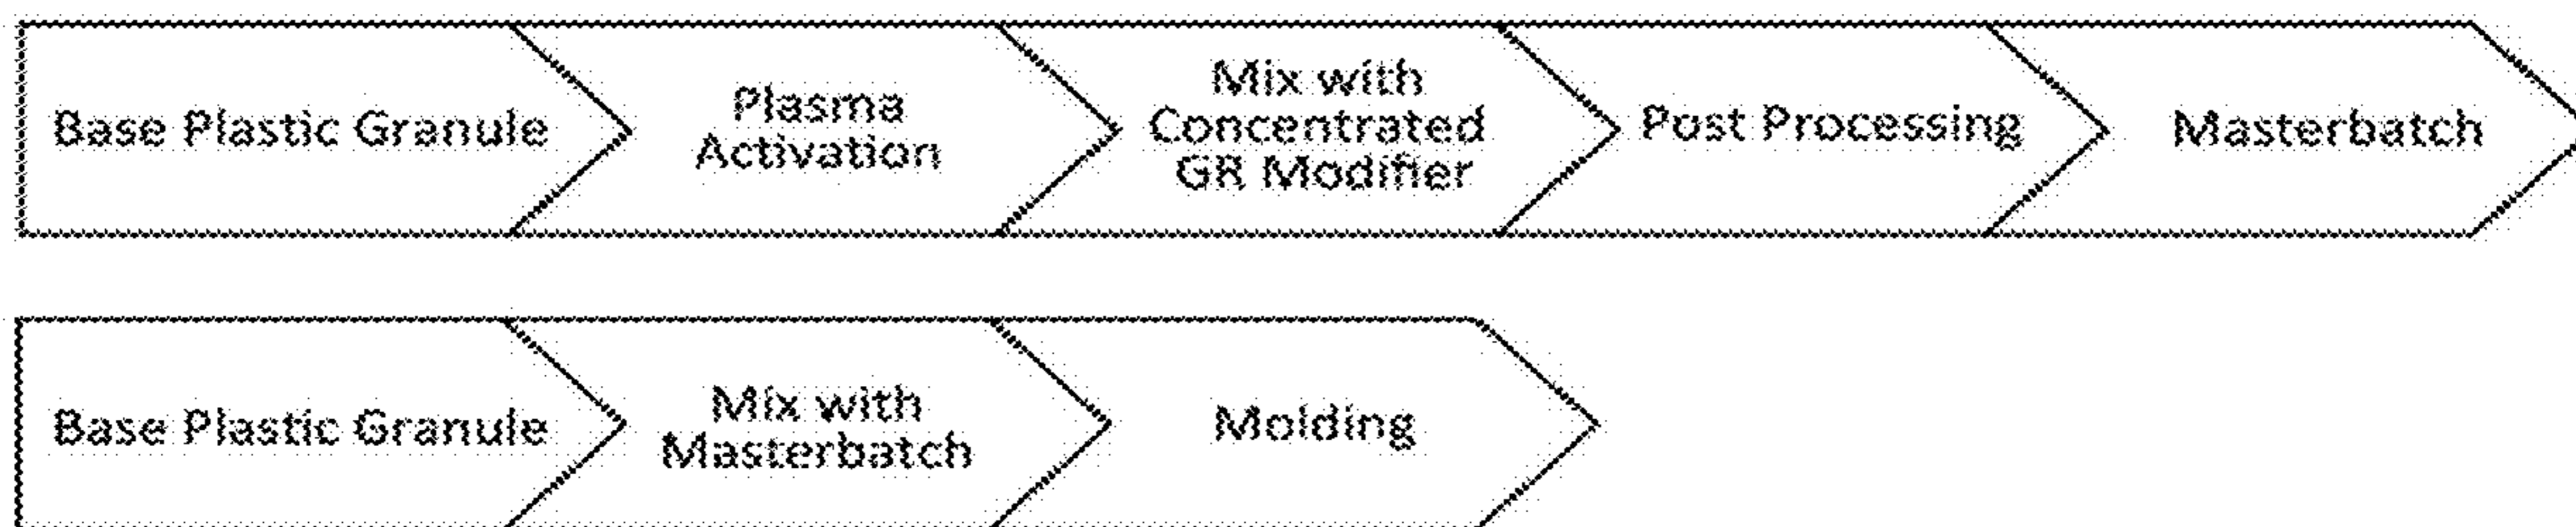 Base Plastic Granule
Plasma
Activation
Mix with
Concentrated
GR Modifier
Post Processing
Masterbatch
Base Plastic Granule
Mix with
Masterbatch
Molding